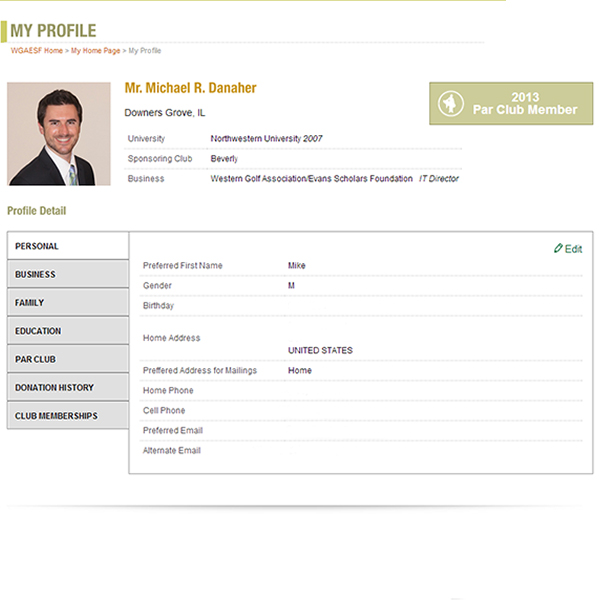 MY PROFILE
WGAESF Home > My Home Page > My Profile
Mr. Michael R. Danaher
Downers Grove, IL
2013
Par Club Member
University Northwestern University 2007
Sponsoring Club Beverly
Business Western Golf Association/Evans Scholars Foundation IT Director
Profile Detail
PERSONAL
BUSINESS
FAMILY
EDUCATION
PAR CLUB
DONATION HISTORY
CLUB MEMBERSHIPS
Edit
Preferred First Name Mike
Gender M
Birthday
Home Address
UNITED STATES
Preffered Address for Mailings Home
Home Phone
Cell Phone
Preferred Email
Alternate Email